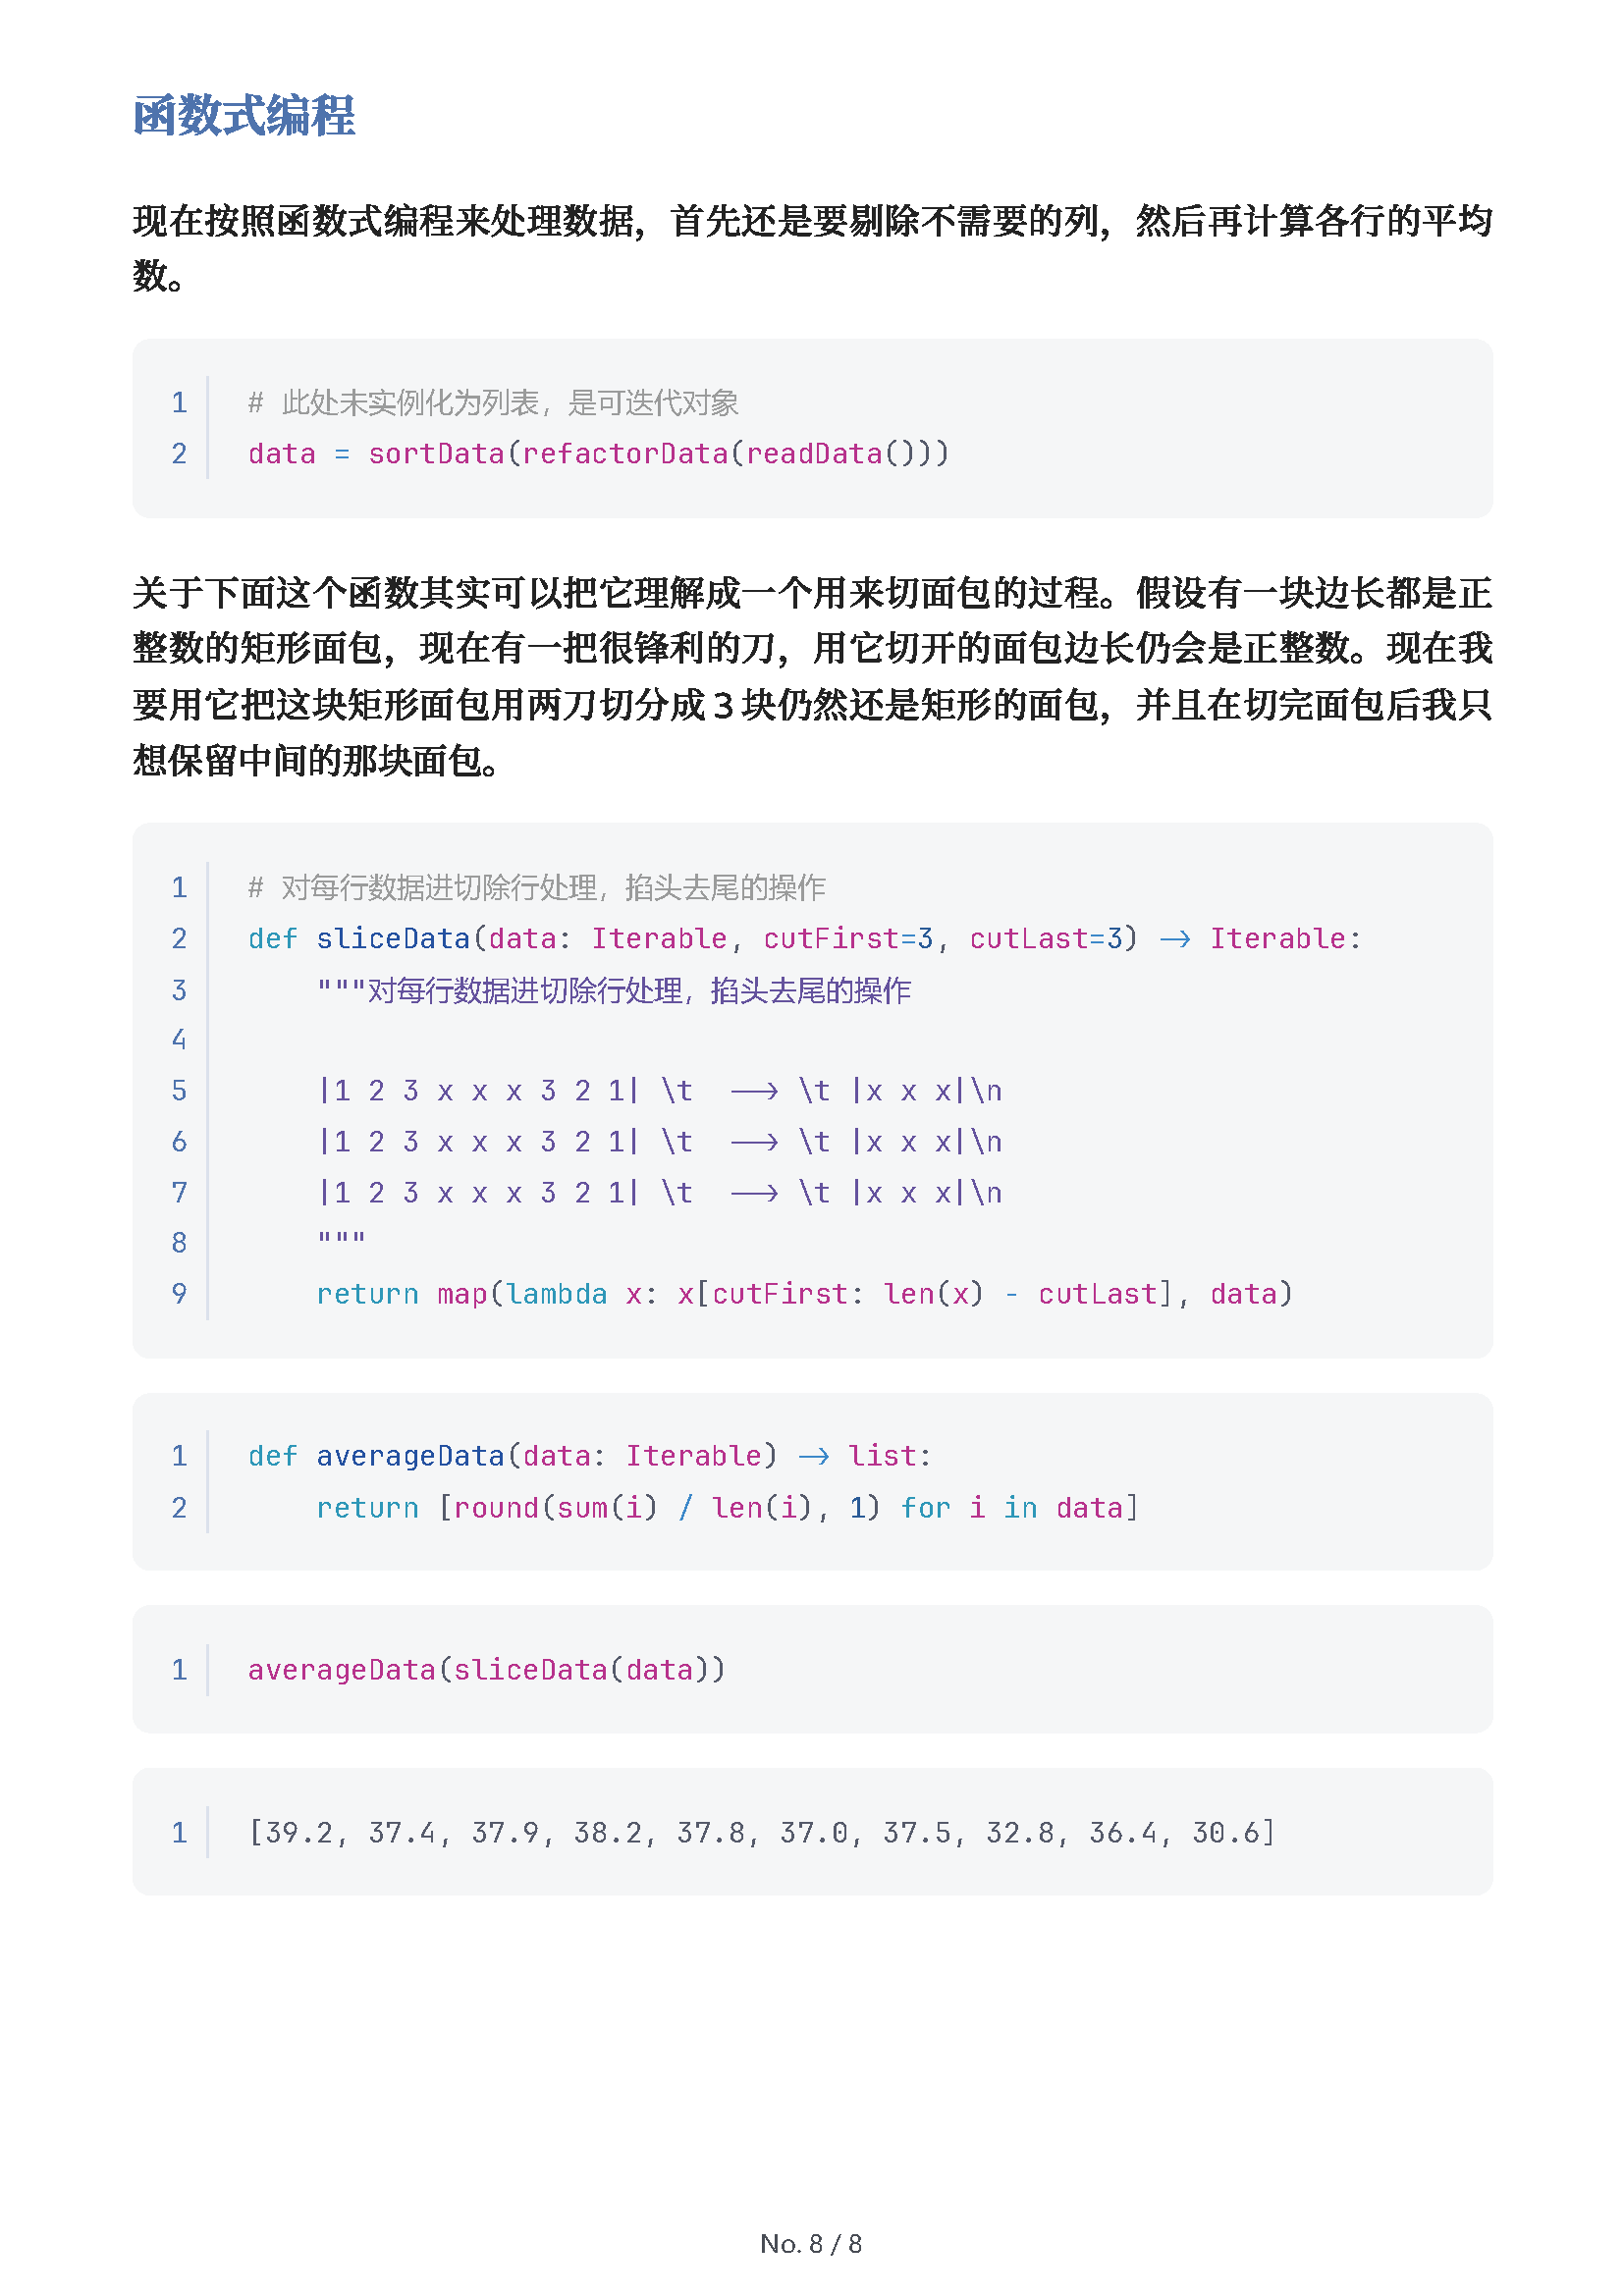 函数式编程
现在按照函数式编程来处理数据，首先还是要剔除不需要的列，然后再计算各行的平均
数。
1 # 此处未实例化为列表，是可迭代对象
2 data = sortData(refactorData(readData()))
关于下面这个函数其实可以把它理解成一个用来切面包的过程。假设有一块边长都是正
整数的矩形面包，现在有一把很锋利的刀，用它切开的面包边长仍会是正整数。现在我
要用它把这块矩形面包用两刀切分成 3 块仍然还是矩形的面包，并且在切完面包后我只
想保留中间的那块面包。
1 # 对每行数据进切除行处理，掐头去尾的操作
2 def sliceData(data: Iterable, cutFirst=3, cutLast=3) -> Iterable:
3     """对每行数据进切除行处理，掐头去尾的操作
4
5     |1 2 3 x x x 3 2 1| \t  --> \t |x x x|\n
6     |1 2 3 x x x 3 2 1| \t  --> \t |x x x|\n
7     |1 2 3 x x x 3 2 1| \t  --> \t |x x x|\n
8     """
9     return map(lambda x: x[cutFirst: len(x) - cutLast], data)
1 def averageData(data: Iterable) -> list:
2     return [round(sum(i) / len(i), 1) for i in data]
1 averageData(sliceData(data))
1 [39.2, 37.4, 37.9, 38.2, 37.8, 37.0, 37.5, 32.8, 36.4, 30.6]
No. 8 / 8